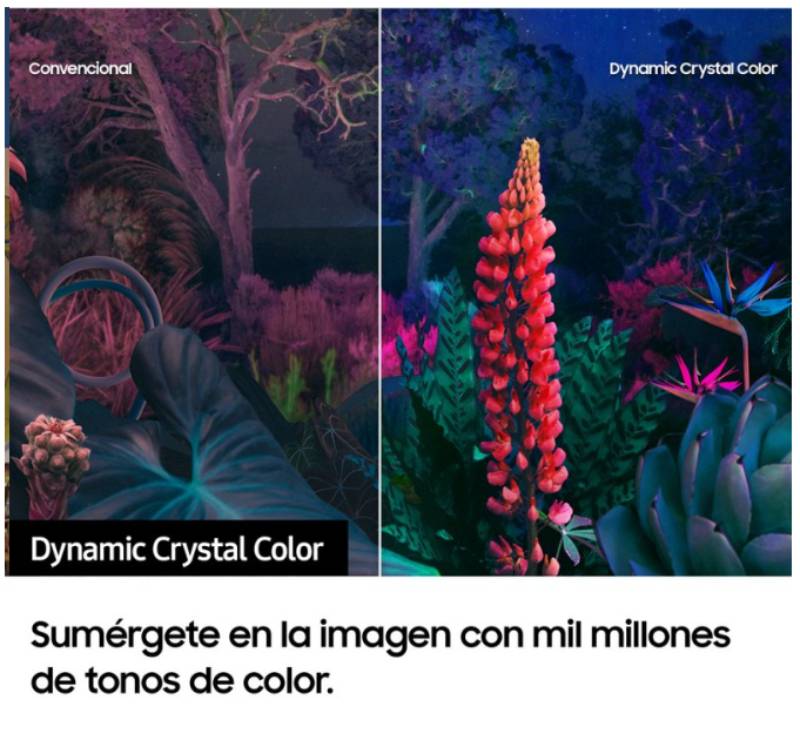 Convencional
Dynamic Crystal Color
Dynamic Crystal Color
Sumérgete en la imagen con mil millones
de tonos de color.